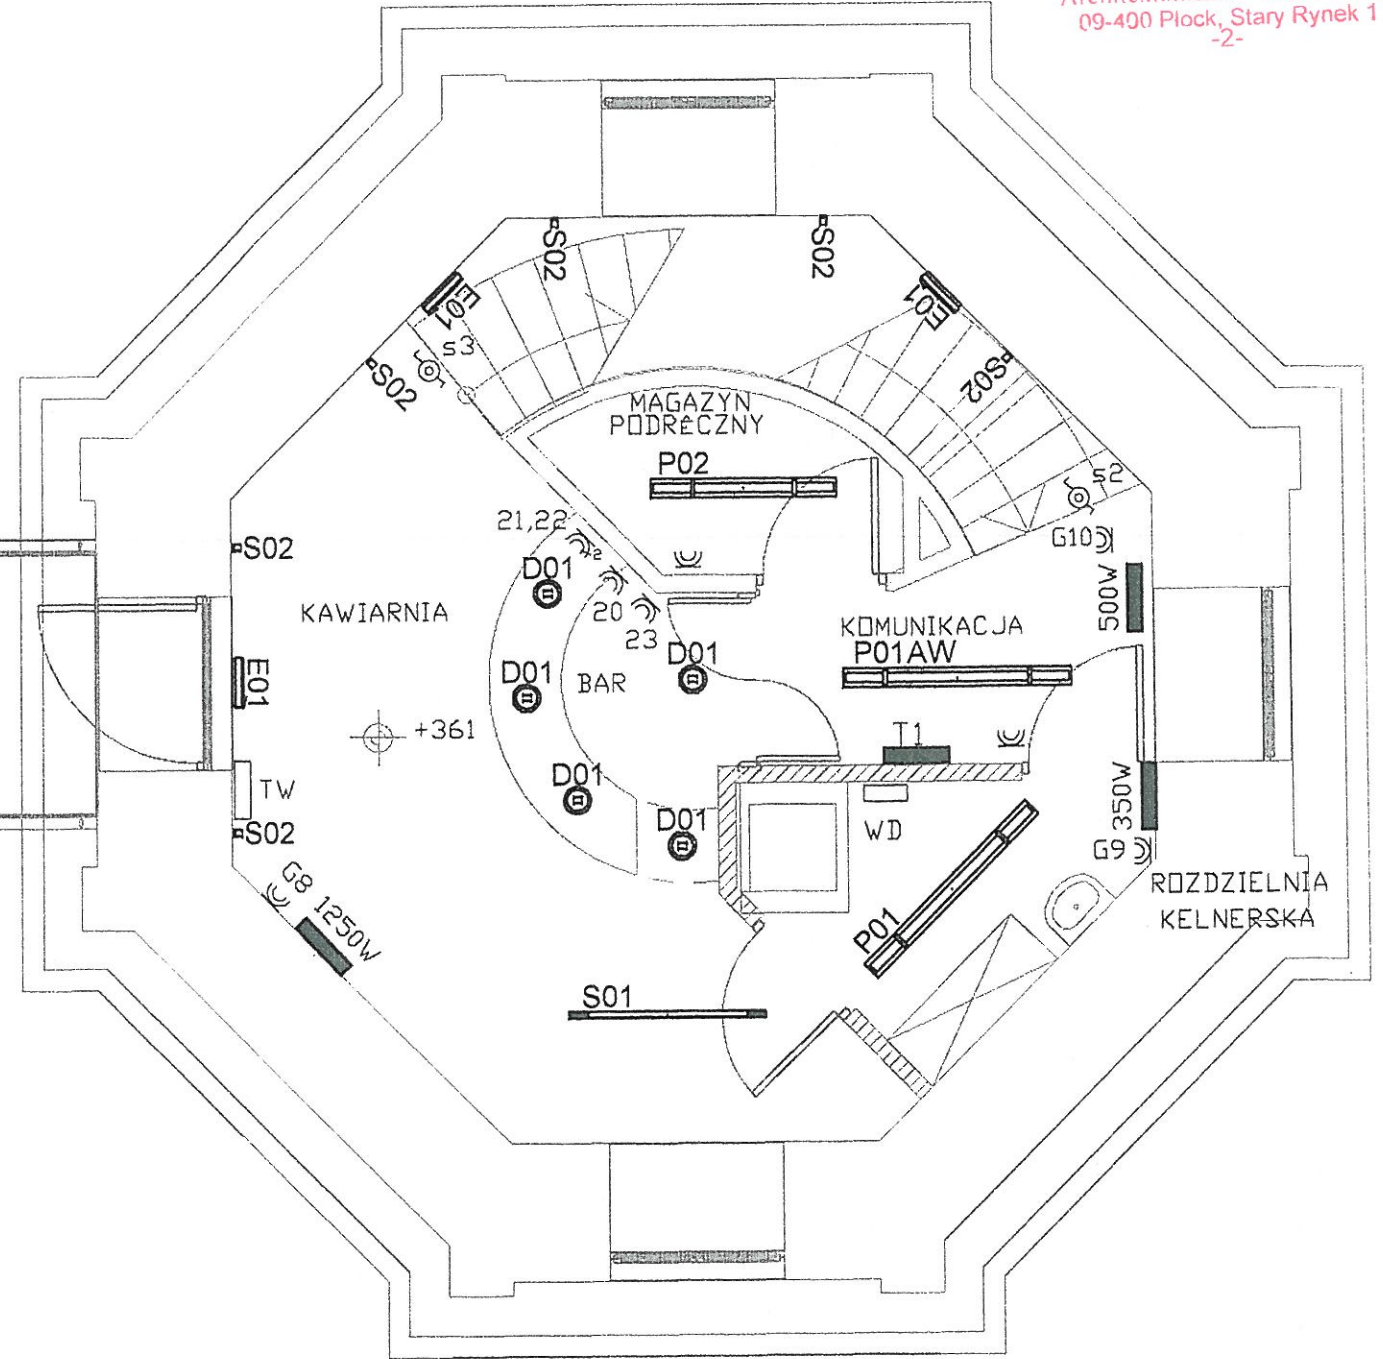 09-400 Płock, Stary Rynek 1
-2-
S02
S02
E01
E01
s3
S02
S02
MAGAZYN
PODRĘCZNY
P02
s2
21,22
G10
S02
D01
500W
20
KAWIARNIA
23
KOMUNIKACJA
P01AW
D01
E01
D01
BAR
+361
T1
TW
D01
350W
S02
D01
WD
G9
G8 1250W
ROZDZIELNIA
KELNERSKA
P01
S01